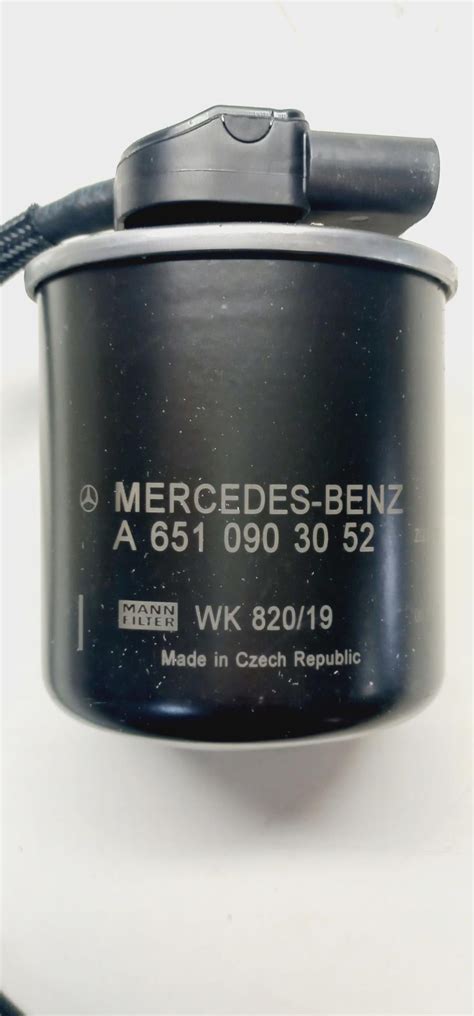 MERCEDES-BENZ
A 651 090 30 52
MANN
FILTER
WK 820/19
Made in Czech Republic